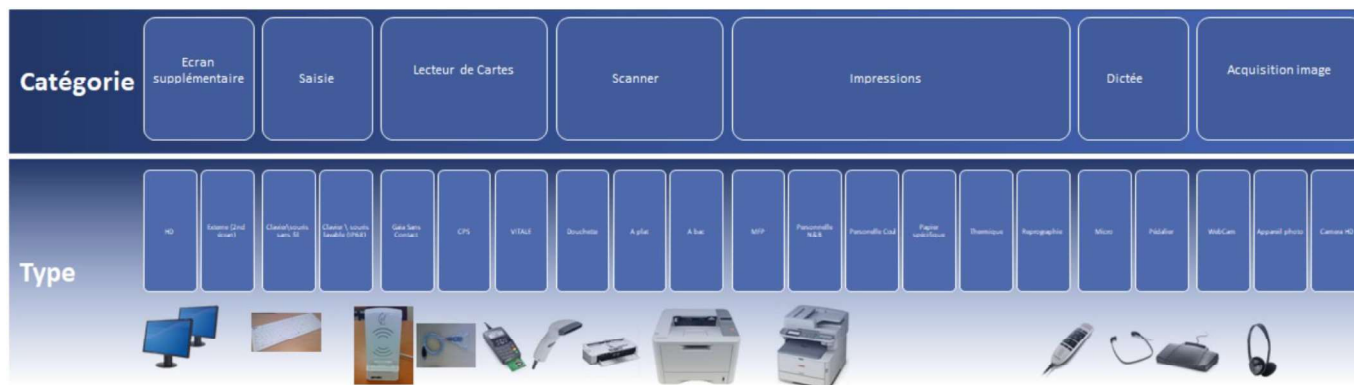 Catégorie
Ecran
supplémentaire
Saisie
Lecteur de Cartes
Scanner
Impressions
Dictée
Acquisition image
Type
HD
Externe (2nd
écran)
Clavier\souris
sans fil
Clavier \ souris
lavable (IP68)
Gaia Sans
Contact
CPS
VITALE
Douchette
A plat
A bac
MFP
Personnelle
N&B
Personnelle Coul
Papier
Thermique
Reprographie
Micro
Pédalier
WebCam
Appareil photo
Camera HD